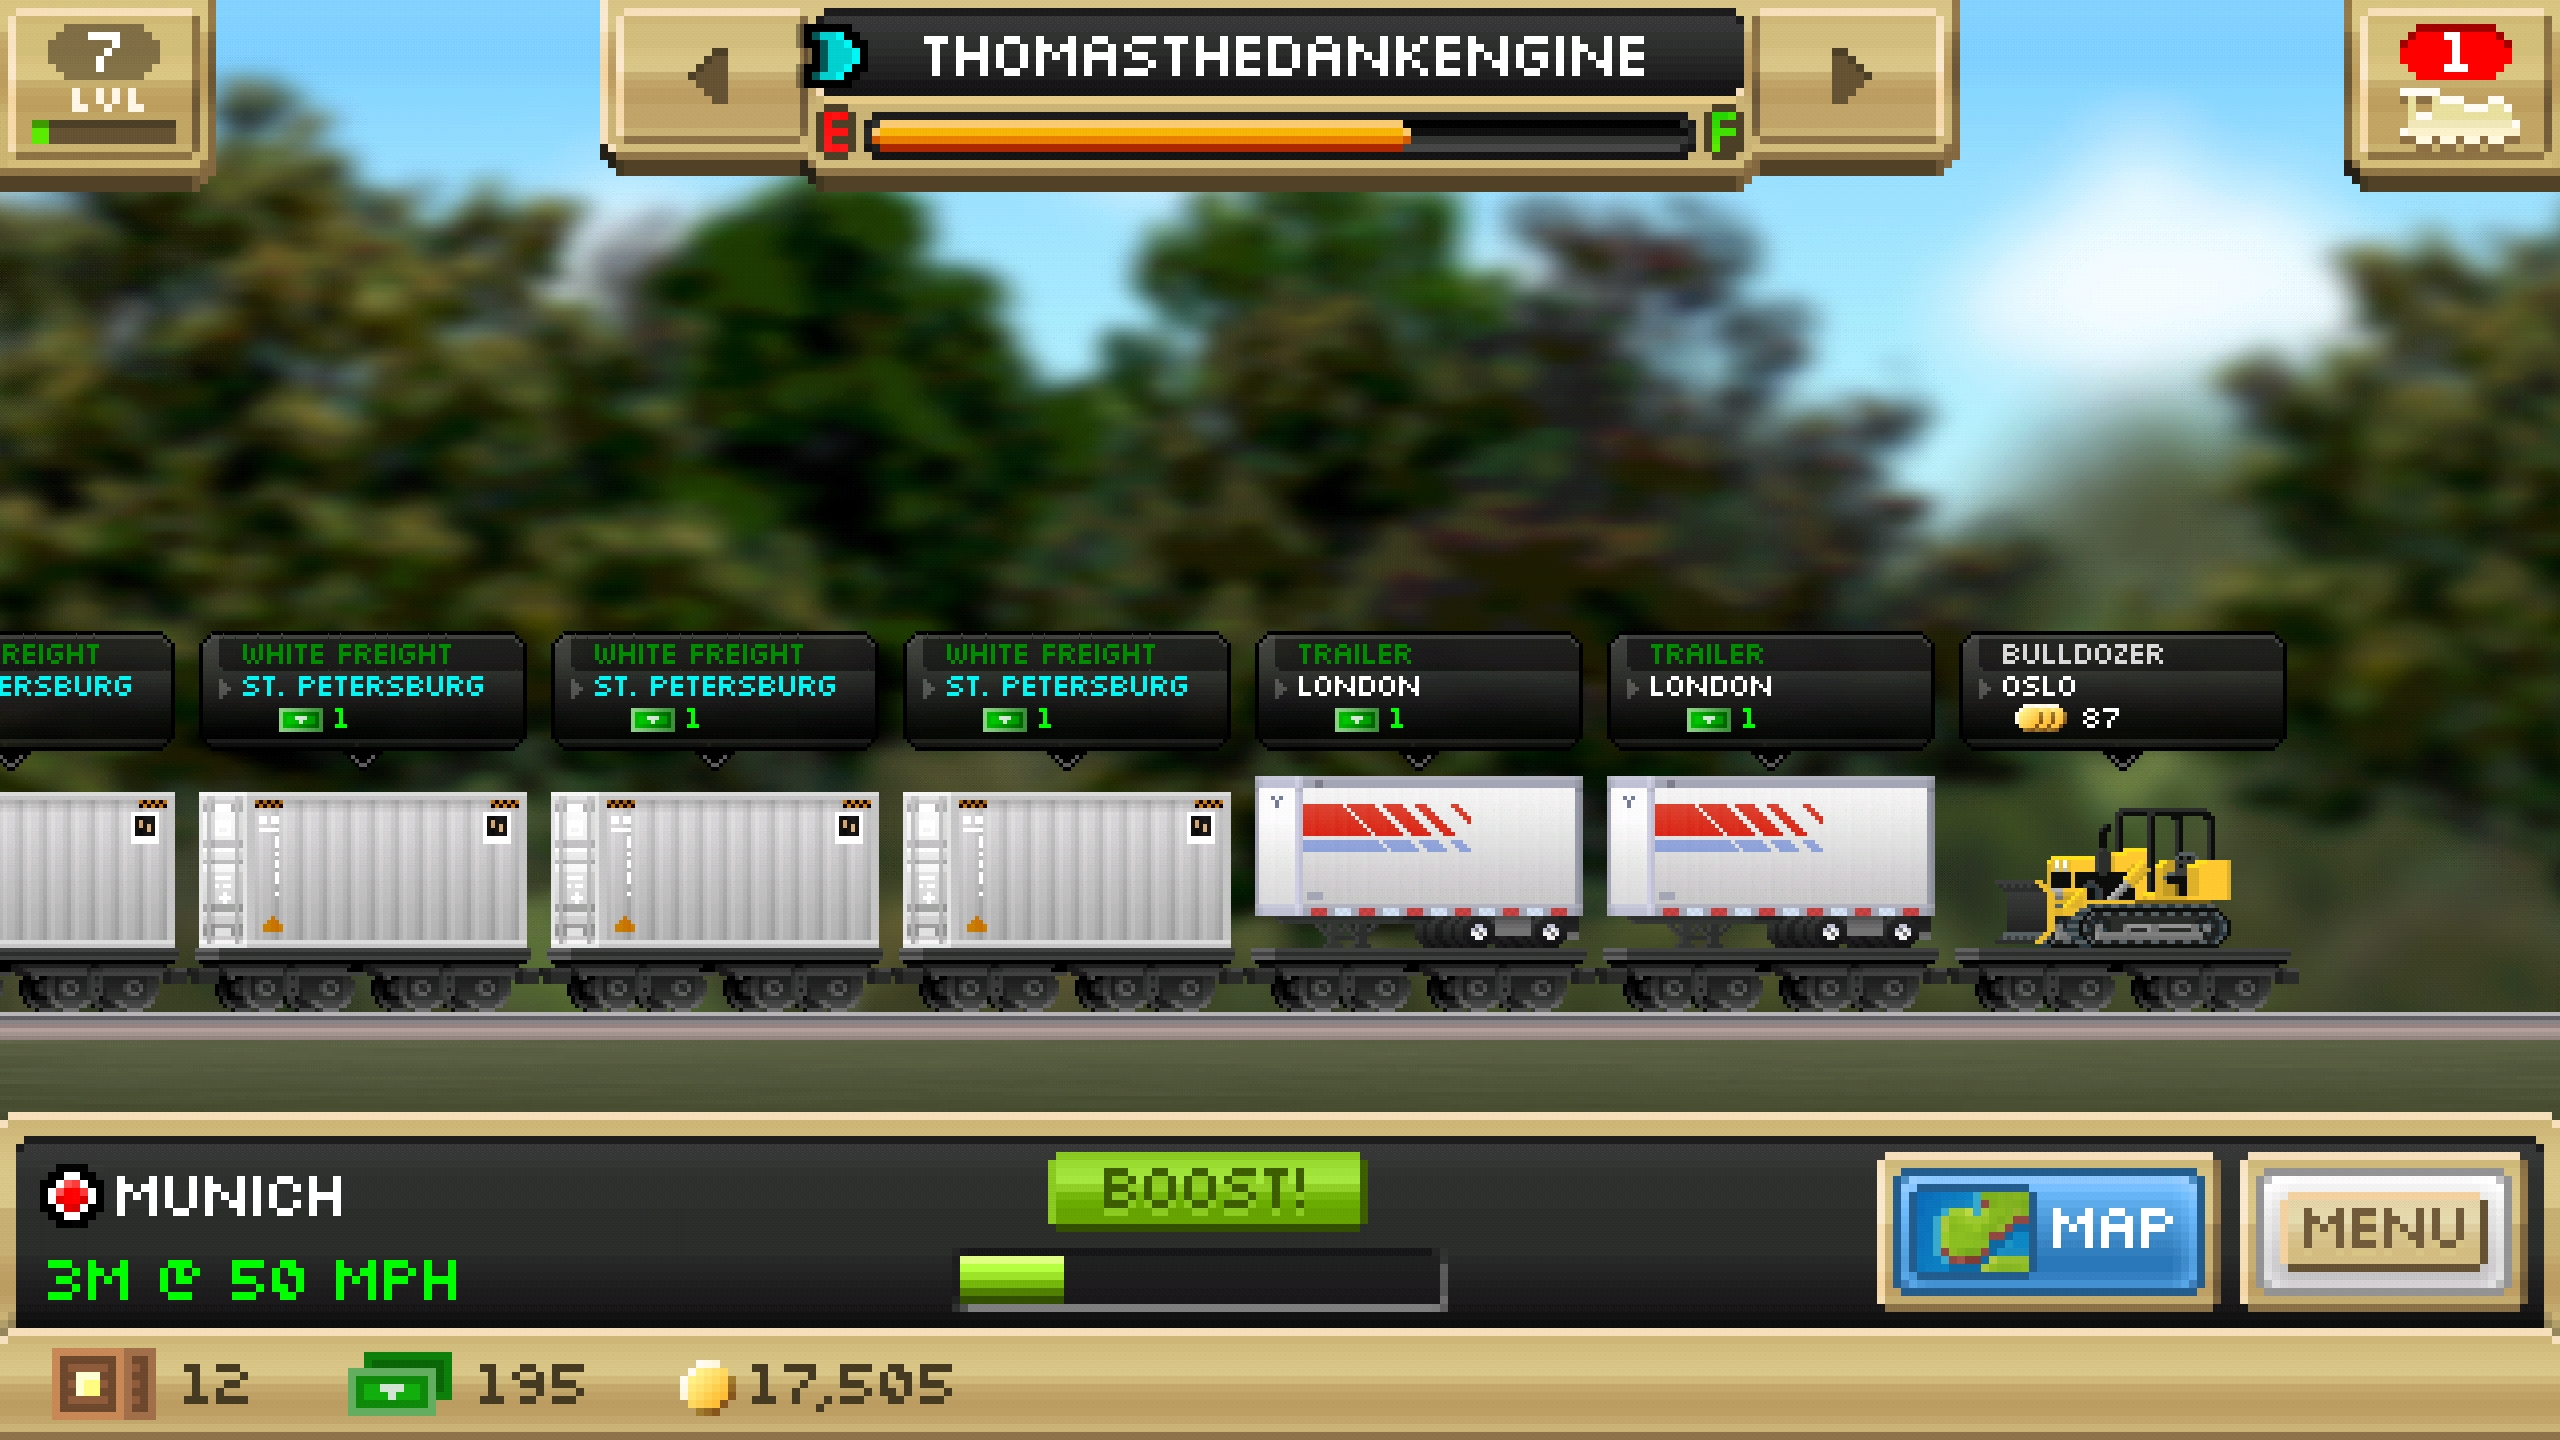 7
LVL
THOMASTHEDANKENGINE
E
F
1
REIGHT
ERSBURG
WHITE FREIGHT
ST. PETERSBURG
1
WHITE FREIGHT
ST. PETERSBURG
1
WHITE FREIGHT
ST. PETERSBURG
1
TRAILER
LONDON
1
TRAILER
LONDON
1
BULLDOZER
OSLO
87
MUNICH
3M @ 50 MPH
BOOST!
MAP
MENU
12
195
17,505